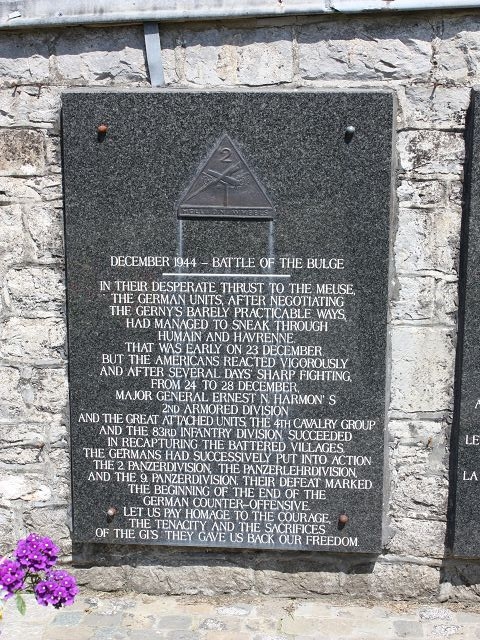 2
DECEMBER 1944 – BATTLE OF THE BULGE
IN THEIR DESPERATE THRUST TO THE MEUSE,
THE GERMAN UNITS, AFTER NEGOTIATING
THE GERNY'S BARELY PRACTICABLE WAYS,
HAD MANAGED TO SNEAK THROUGH
HUMAIN AND HAVRENNE.
THAT WAS EARLY ON 23 DECEMBER
BUT THE AMERICANS REACTED VIGOROUSLY
AND AFTER SEVERAL DAYS' SHARP FIGHTING,
FROM 24 TO 28 DECEMBER,
MAJOR GENERAL ERNEST N. HARMON'S
2ND ARMORED DIVISION
AND THE GREAT ATTACHED UNITS, THE 4TH CAVALRY GROUP
AND THE 83RD INFANTRY DIVISION, SUCCEEDED
IN RECAPTURING THE BATTERED VILLAGES.
THE GERMANS HAD SUCCESSIVELY PUT INTO ACTION
THE 2. PANZERDIVISION, THE PANZERLEHRDIVISION,
AND THE 9. PANZERDIVISION. THEIR DEFEAT MARKED
THE BEGINNING OF THE END OF THE
GERMAN COUNTER-OFFENSIVE.
LET US PAY HOMAGE TO THE COURAGE,
THE TENACITY AND THE SACRIFICES
OF THE GI'S. THEY GAVE US BACK OUR FREEDOM.
LE
LA